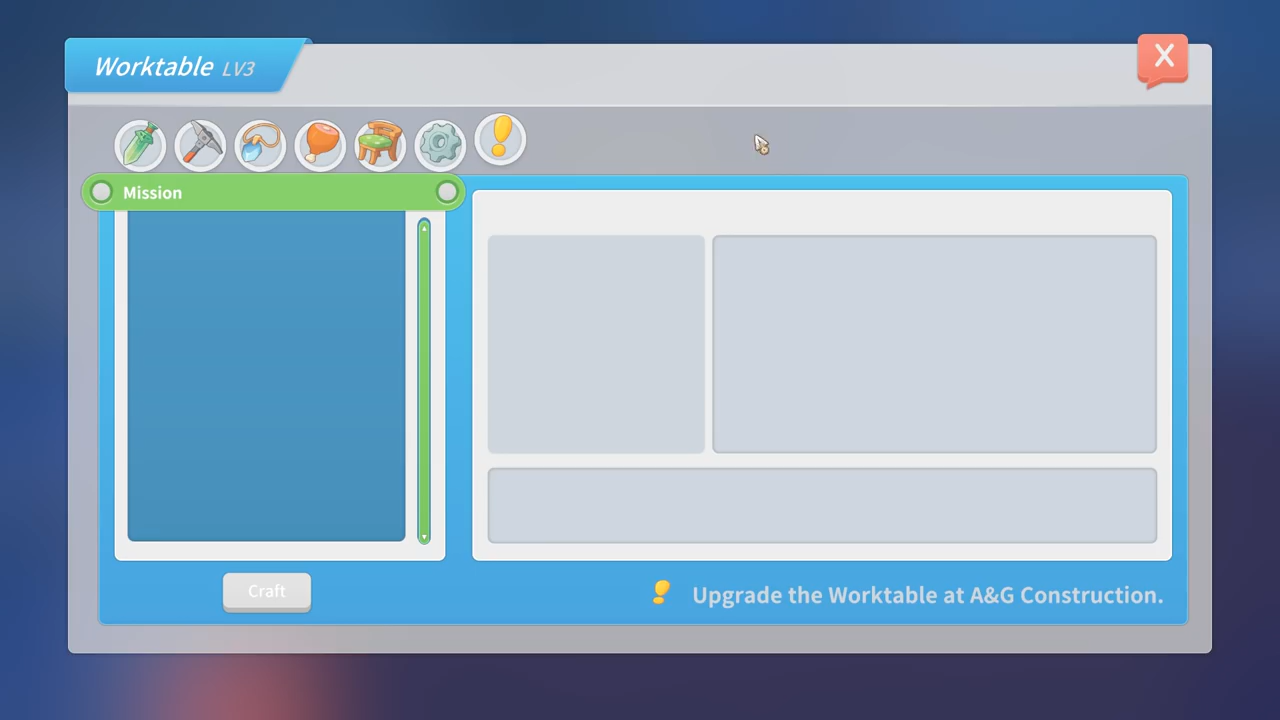 Worktable LV3
X
Mission
Craft
Upgrade the Worktable at A&G Construction.